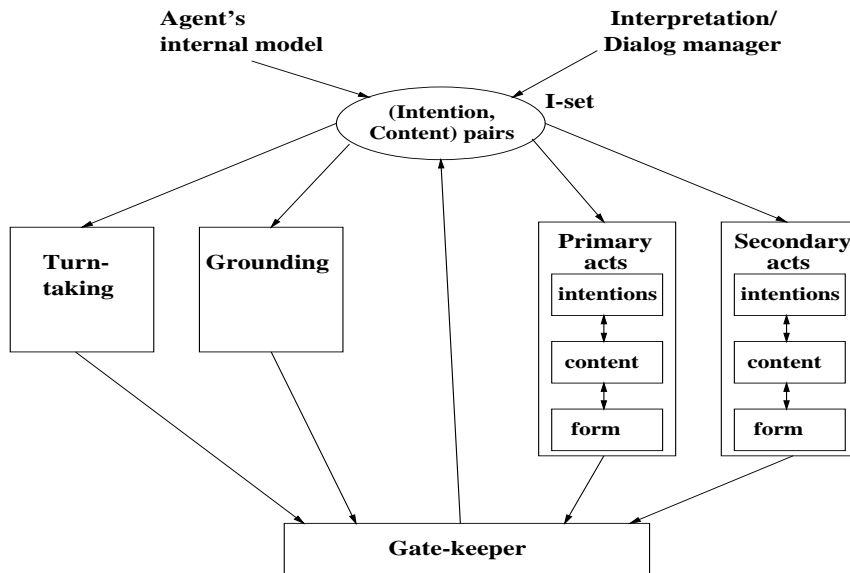 Agent's
internal model
Interpretation/
Dialog manager
I-set
(Intention,
Content) pairs
Turn-
taking
Grounding
Primary
acts
intentions
content
form
Secondary
acts
intentions
content
form
Gate-keeper